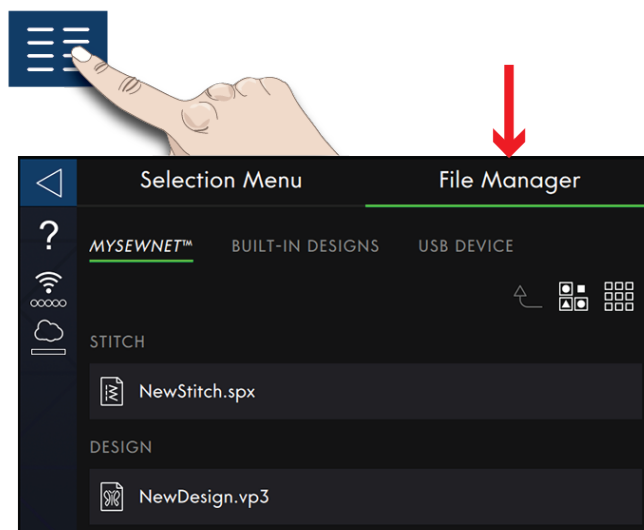 Selection Menu File Manager
?
MYSEWNET™ BUILT-IN DESIGNS USB DEVICE
STITCH
NewStitch.spx
DESIGN
NewDesign.vp3